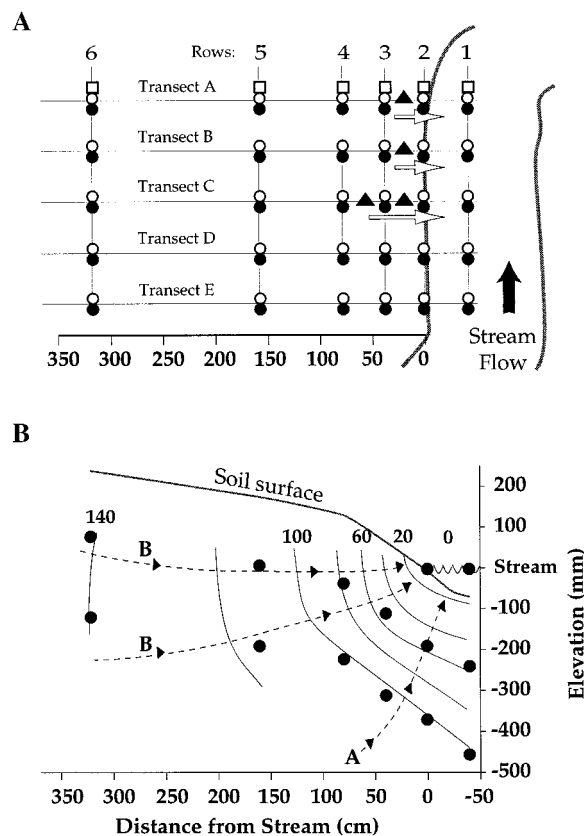 A
6 Rows: 5 4 3 2 1
Transect A
Transect B
Transect C
Transect D
Transect E
350 300 250 200 150 100 50 0
Stream
Flow
B
Soil surface
200
100
Stream
-100
-200
-300
-400
-500
Elevation (mm)
140 100 60 20 0
B
B
A
350 300 250 200 150 100 50 0 -50
Distance from Stream (cm)